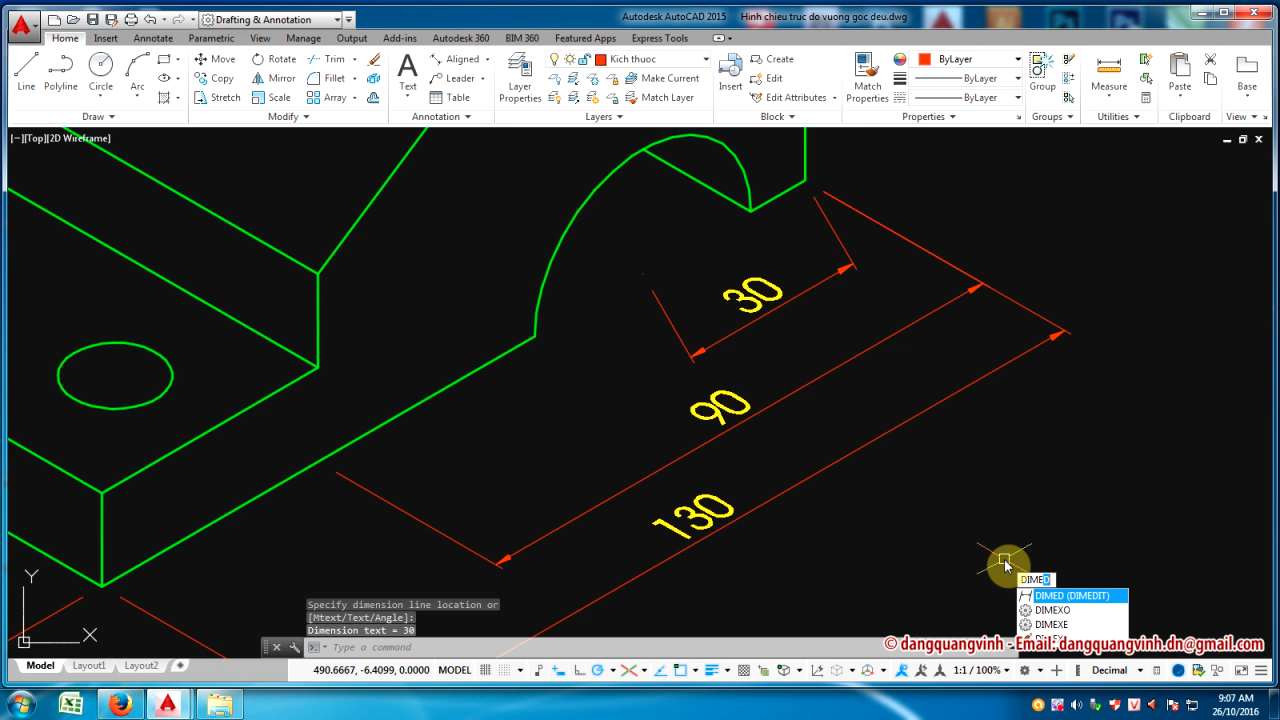 Drafting & Annotation
Autodesk AutoCAD 2015 Hinh chieu truc do vuong goc deu.dwg
Home Insert Annotate Parametric View Manage Output Add-ins Autodesk 360 BIM 360 Featured Apps Express Tools
Line Polyline Circle Arc
Move Rotate Trim
Copy Mirror Fillet
Stretch Scale Array
Text
Aligned
Leader
Table
Layer
Properties
Kich thuoc
Make Current
Match Layer
Insert
Create
Edit
Edit Attributes
Match
Properties
ByLayer
ByLayer
ByLayer
Group
Measure
Paste
Base
Draw Modify Annotation Layers Block Properties Groups Utilities Clipboard View
[−][Top][2D Wireframe]
30
90
130
DIMED
DIMED (DIMEDIT)
DIMEXO
DIMEXE
Y
X
Specify dimension line location or
[Mtext/Text/Angle]:
Dimension text = 30
Type a command
© dangquangvinh - Email: dangquangvinh.dn@gmail.com
Model Layout1 Layout2
490.6667, -6.4099, 0.0000 MODEL 1:1 / 100% Decimal
9:07 AM
26/10/2016